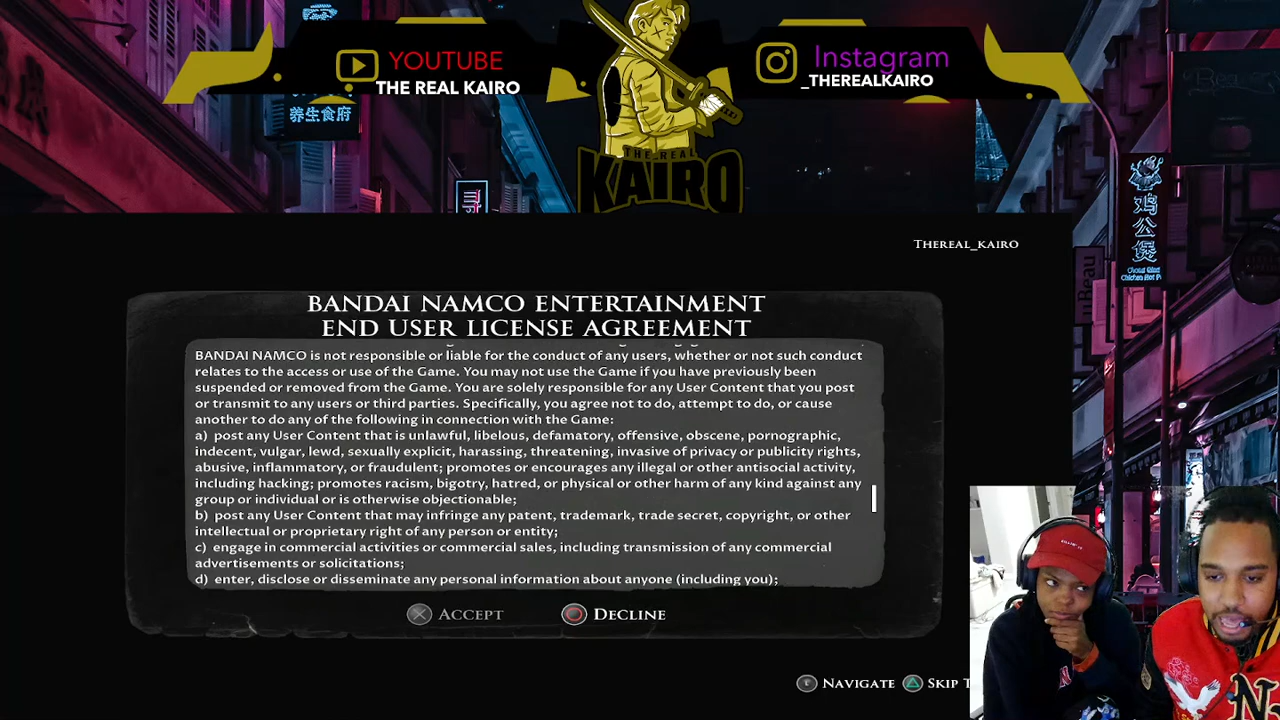 YOUTUBE
THE REAL KAIRO
Instagram
_THEREALKAIRO
THE REAL
KAIRO
养生食府
鸡公煲
THEREAL_KAIRO
BANDAI NAMCO ENTERTAINMENT
END USER LICENSE AGREEMENT
BANDAI NAMCO is not responsible or liable for the conduct of any users, whether or not such conduct
relates to the access or use of the Game. You may not use the Game if you have previously been
suspended or removed from the Game. You are solely responsible for any User Content that you post
or transmit to any users or third parties. Specifically, you agree not to do, attempt to do, or cause
another to do any of the following in connection with the Game:
a) post any User Content that is unlawful, libelous, defamatory, offensive, obscene, pornographic,
indecent, vulgar, lewd, sexually explicit, harassing, threatening, invasive of privacy or publicity rights,
abusive, inflammatory, or fraudulent; promotes or encourages any illegal or other antisocial activity,
including hacking; promotes racism, bigotry, hatred, or physical or other harm of any kind against any
group or individual or is otherwise objectionable;
b) post any User Content that may infringe any patent, trademark, trade secret, copyright, or other
intellectual or proprietary right of any person or entity;
c) engage in commercial activities or commercial sales, including transmission of any commercial
advertisements or solicitations;
d) enter, disclose or disseminate any personal information about anyone (including you);
ACCEPT
DECLINE
NAVIGATE
SKIP T